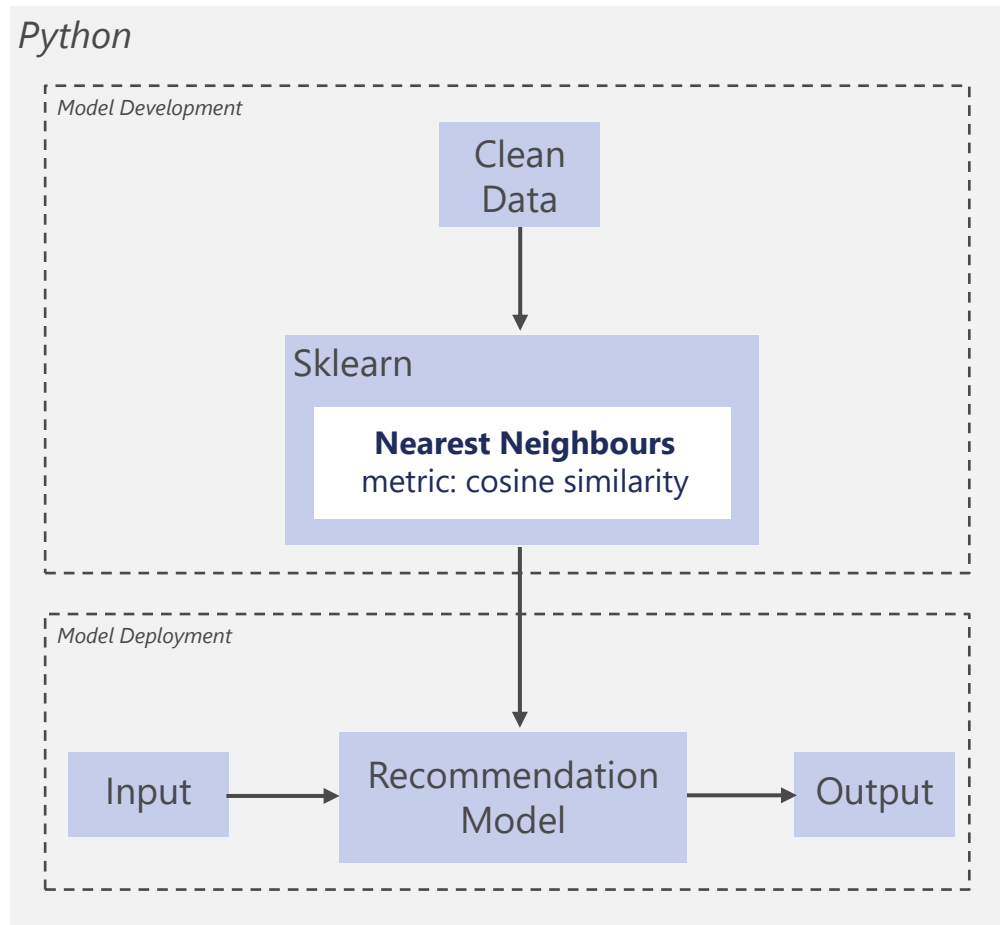 Python
Model Development
Clean
Data
Sklearn
Nearest Neighbours
metric: cosine similarity
Model Deployment
Input
Recommendation
Model
Output